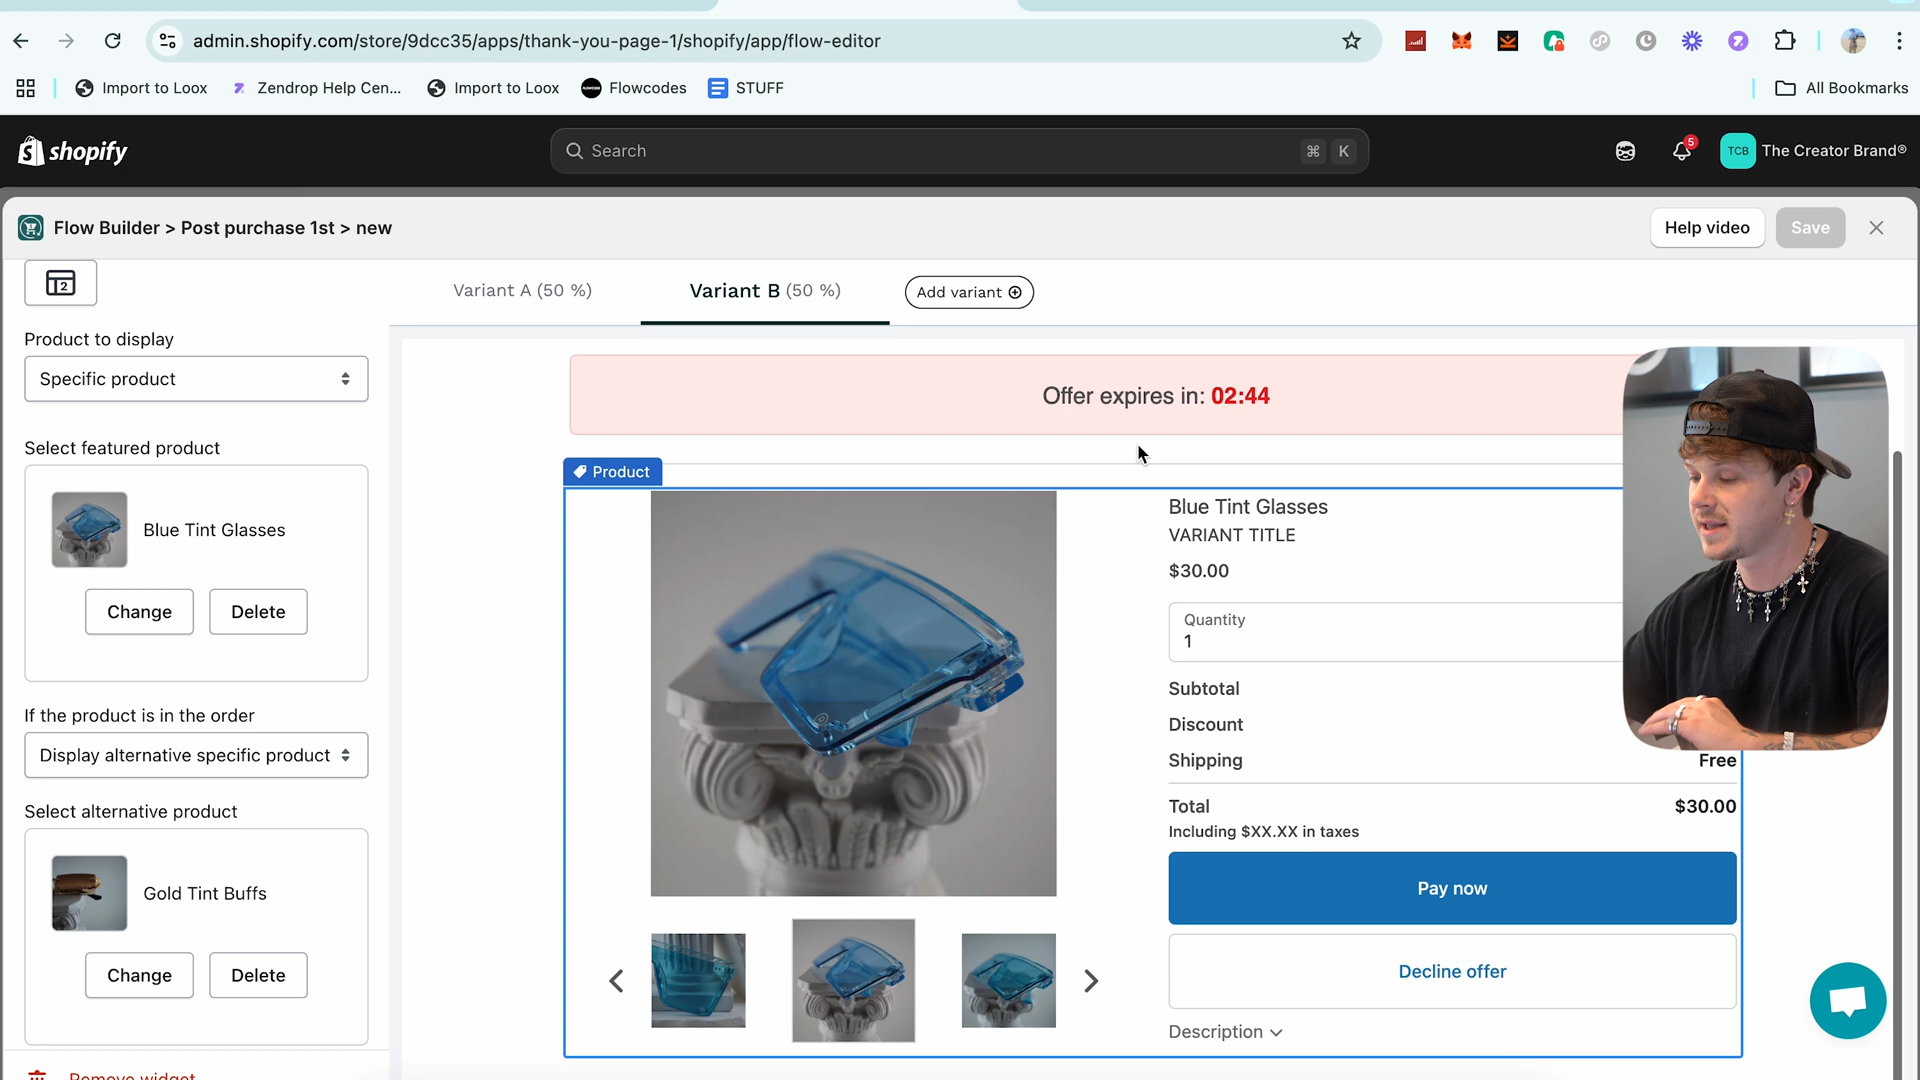 admin.shopify.com/store/9dcc35/apps/thank-you-page-1/shopify/app/flow-editor
Import to Loox
Zendrop Help Cen...
Import to Loox
Flowcodes
STUFF
All Bookmarks
shopify
Search
⌘ K
5
TCB
The Creator Brand®
Flow Builder > Post purchase 1st > new
Help video
Save
2
Variant A (50 %)
Variant B (50 %)
Add variant
Product to display
Specific product
Offer expires in: 02:44
Select featured product
Product
Blue Tint Glasses
Change
Delete
Blue Tint Glasses
VARIANT TITLE
$30.00
Quantity
1
Subtotal
Discount
Shipping
Free
Total
$30.00
Including $XX.XX in taxes
Pay now
Decline offer
Description
If the product is in the order
Display alternative specific product
Select alternative product
Gold Tint Buffs
Change
Delete
Remove widget